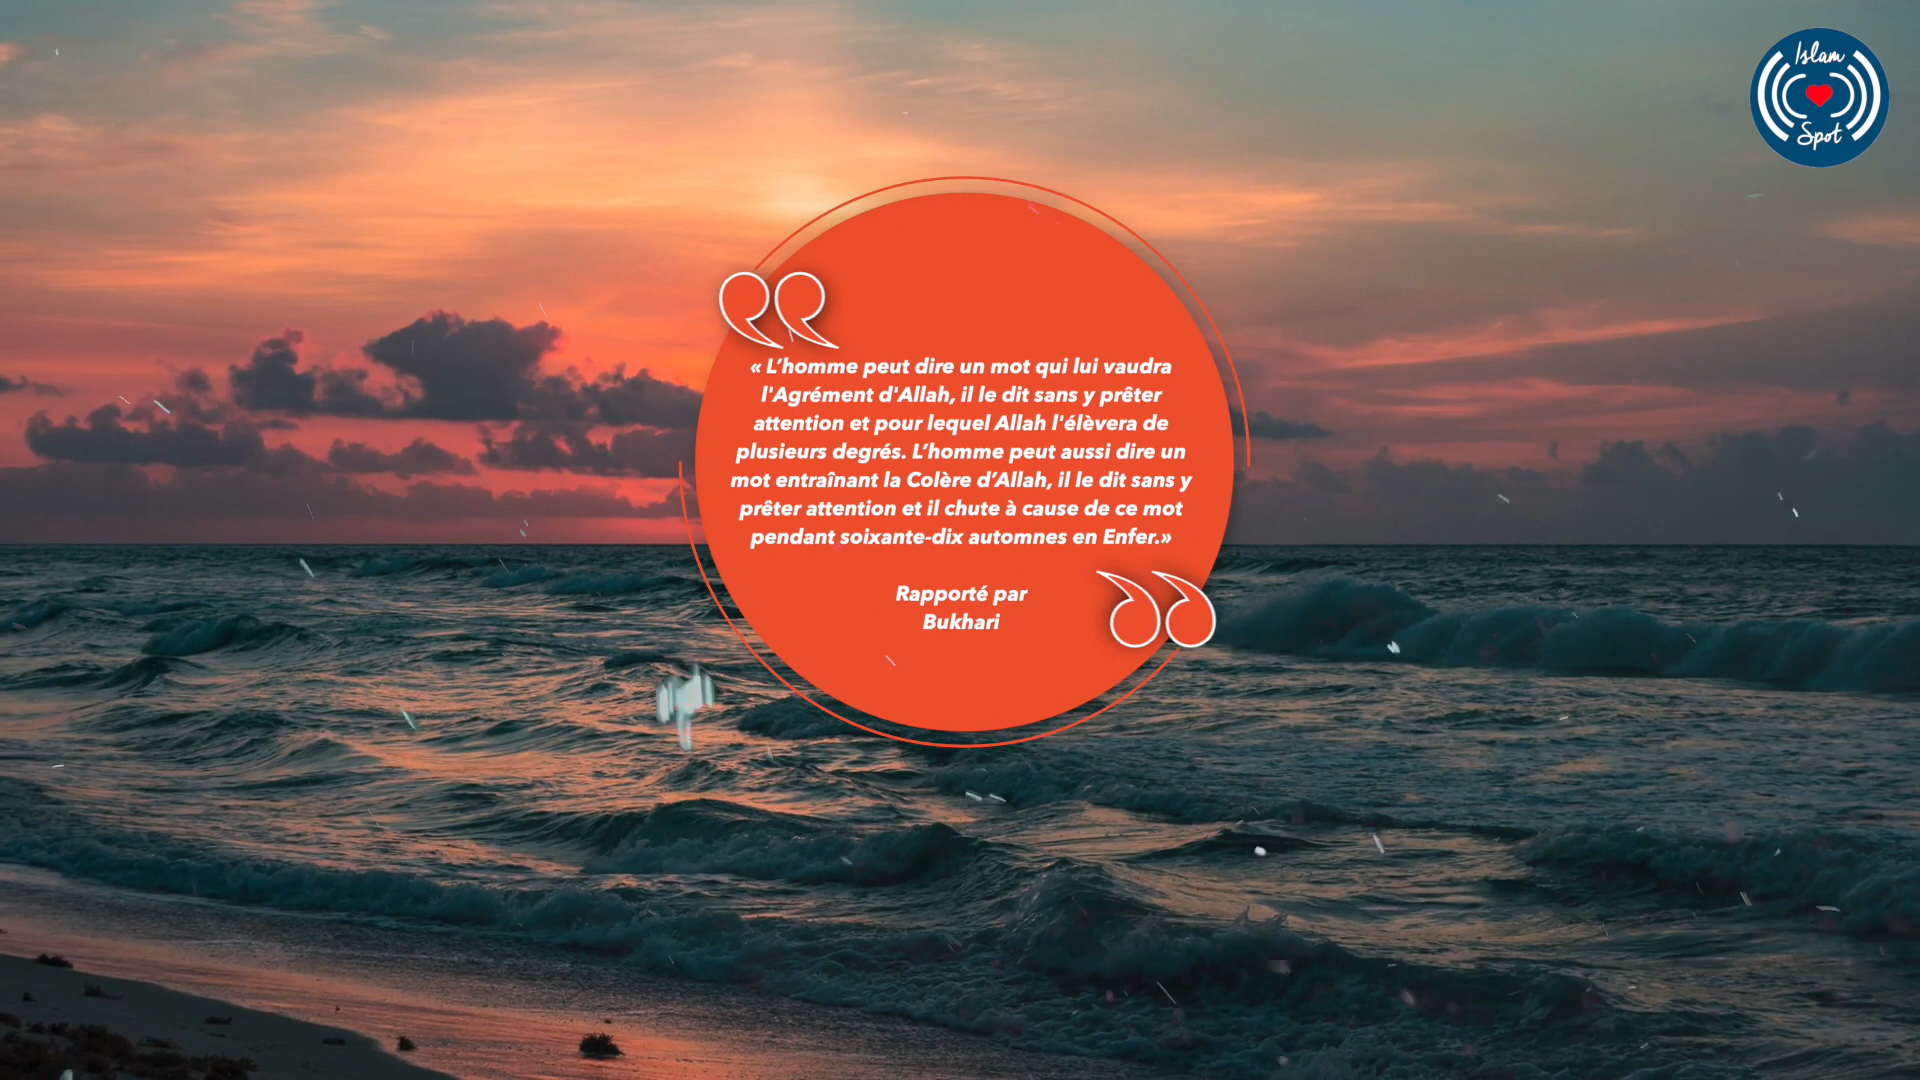 Islam
Spot
« L’homme peut dire un mot qui lui vaudra
l'Agrément d'Allah, il le dit sans y prêter
attention et pour lequel Allah l'élèvera de
plusieurs degrés. L’homme peut aussi dire un
mot entraînant la Colère d’Allah, il le dit sans y
prêter attention et il chute à cause de ce mot
pendant soixante-dix automnes en Enfer.»
Rapporté par
Bukhari